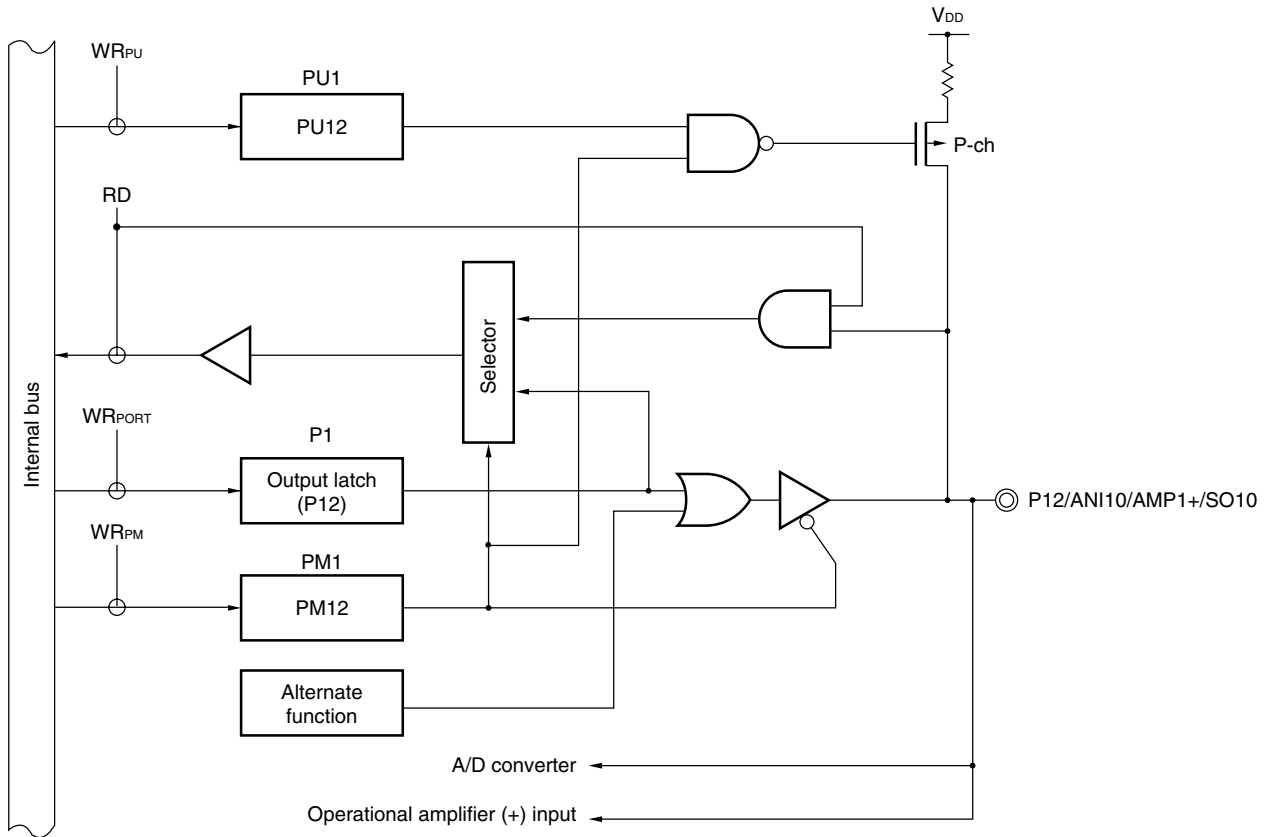 VDD
WRPU
PU1
PU12
P-ch
RD
Selector
Internal bus
WRPORT
P1
Output latch
(P12)
P12/ANI10/AMP1+/SO10
WRPM
PM1
PM12
Alternate
function
A/D converter
Operational amplifier (+) input